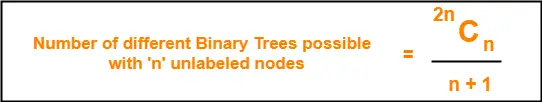 Number of different Binary Trees possible
with 'n' unlabeled nodes
=
2n C n
n + 1